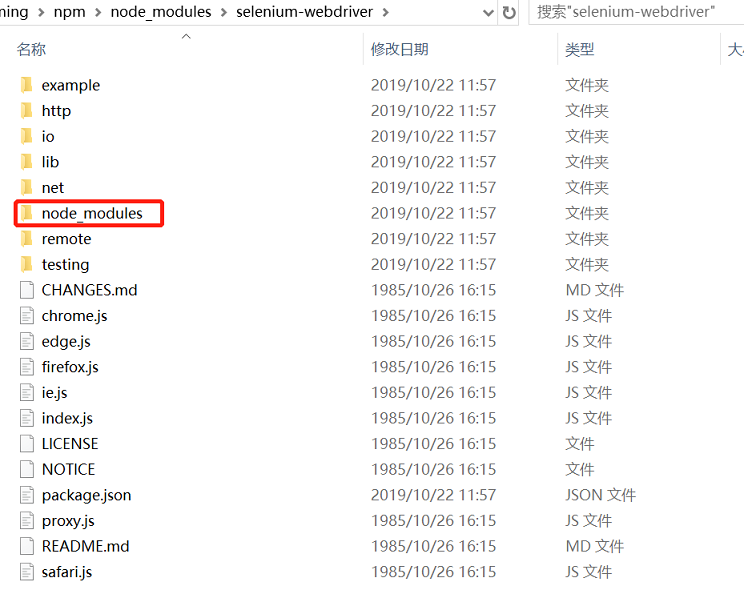 ming > npm > node_modules > selenium-webdriver > 搜索"selenium-webdriver"
名称 修改日期 类型 大
example 2019/10/22 11:57 文件夹
http 2019/10/22 11:57 文件夹
io 2019/10/22 11:57 文件夹
lib 2019/10/22 11:57 文件夹
net 2019/10/22 11:57 文件夹
node_modules 2019/10/22 11:57 文件夹
remote 2019/10/22 11:57 文件夹
testing 2019/10/22 11:57 文件夹
CHANGES.md 1985/10/26 16:15 MD 文件
chrome.js 1985/10/26 16:15 JS 文件
edge.js 1985/10/26 16:15 JS 文件
firefox.js 1985/10/26 16:15 JS 文件
ie.js 1985/10/26 16:15 JS 文件
index.js 1985/10/26 16:15 JS 文件
LICENSE 1985/10/26 16:15 文件
NOTICE 1985/10/26 16:15 文件
package.json 2019/10/22 11:57 JSON 文件
proxy.js 1985/10/26 16:15 JS 文件
README.md 1985/10/26 16:15 MD 文件
safari.js 1985/10/26 16:15 JS 文件